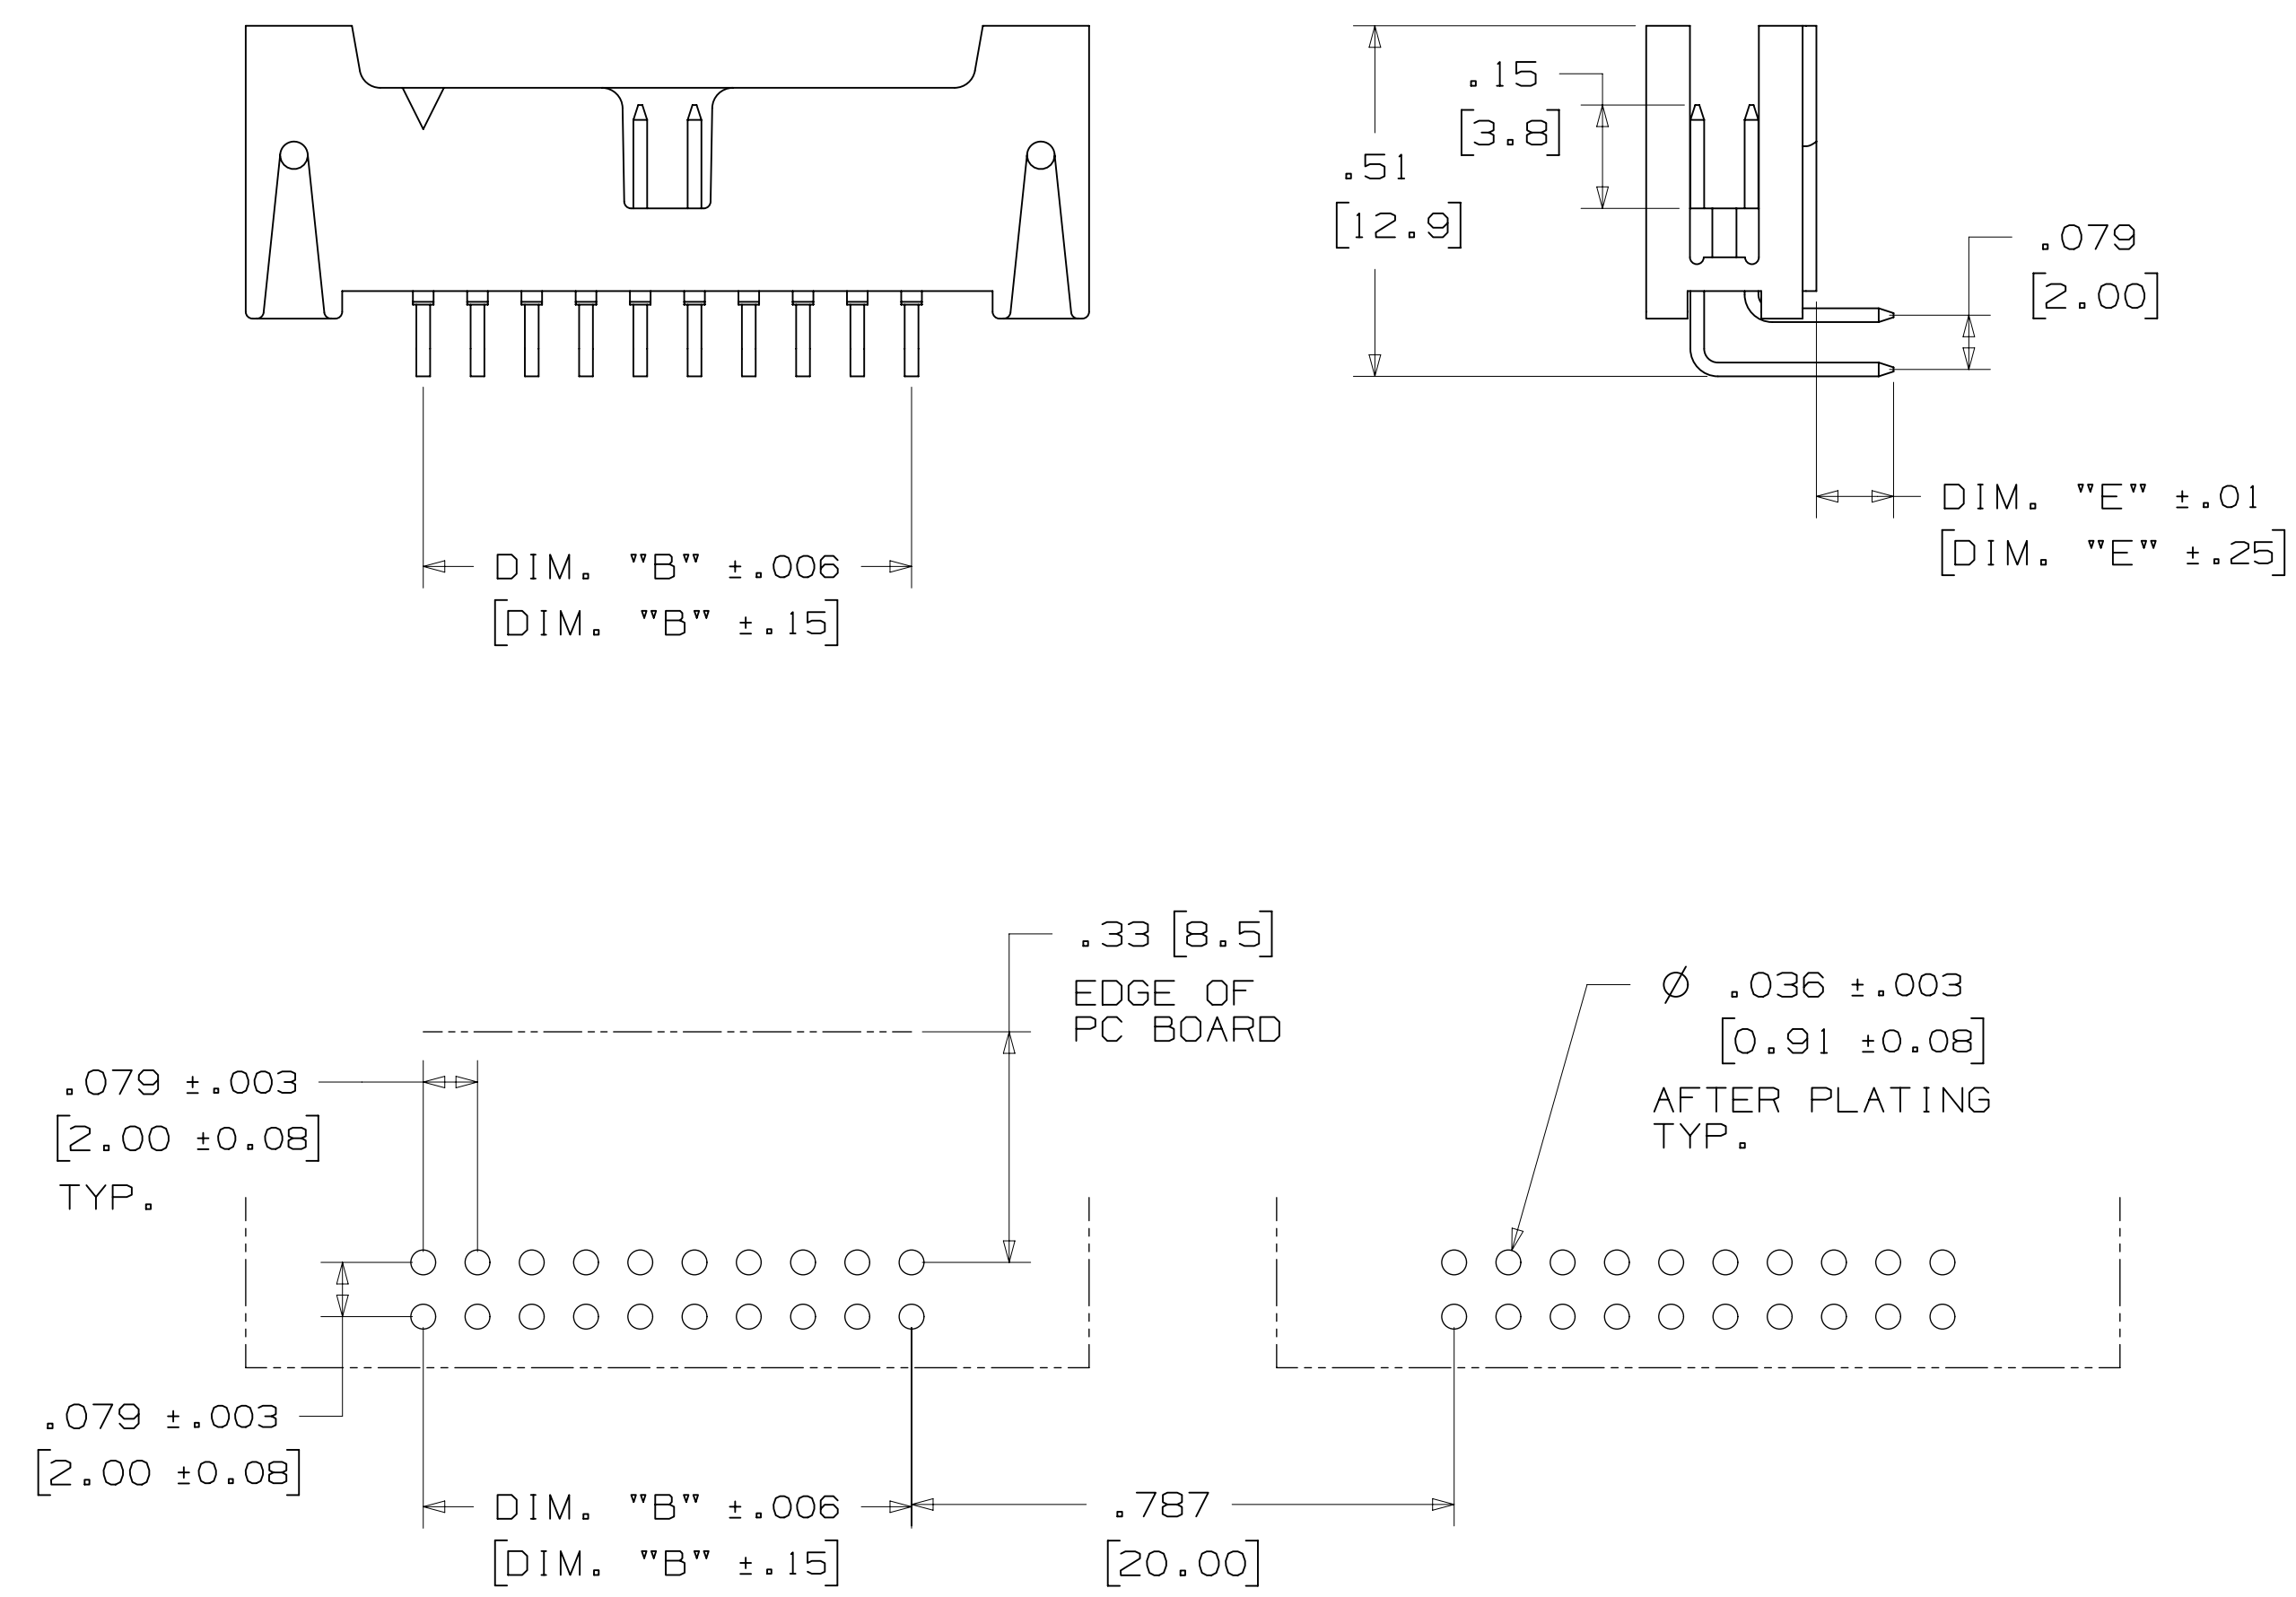 .15
[3.8]
.51
[12.9]
.079
[2.00]
DIM. "E" ±.01
[DIM. "E" ±.25]
DIM. "B" ±.006
[DIM. "B" ±.15]
.33 [8.5]
EDGE OF
PC BOARD
Ø .036 ±.003
[0.91 ±0.08]
AFTER PLATING
TYP.
.079 ±.003
[2.00 ±0.08]
TYP.
.079 ±.003
[2.00 ±0.08]
DIM. "B" ±.006
[DIM. "B" ±.15]
.787
[20.00]